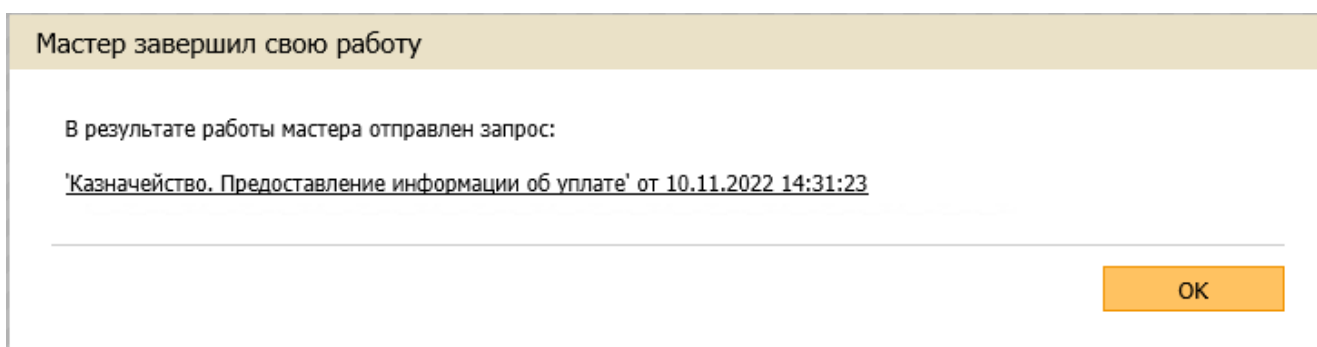 Мастер завершил свою работу
В результате работы мастера отправлен запрос:
'Казначейство. Предоставление информации об уплате' от 10.11.2022 14:31:23
ОК